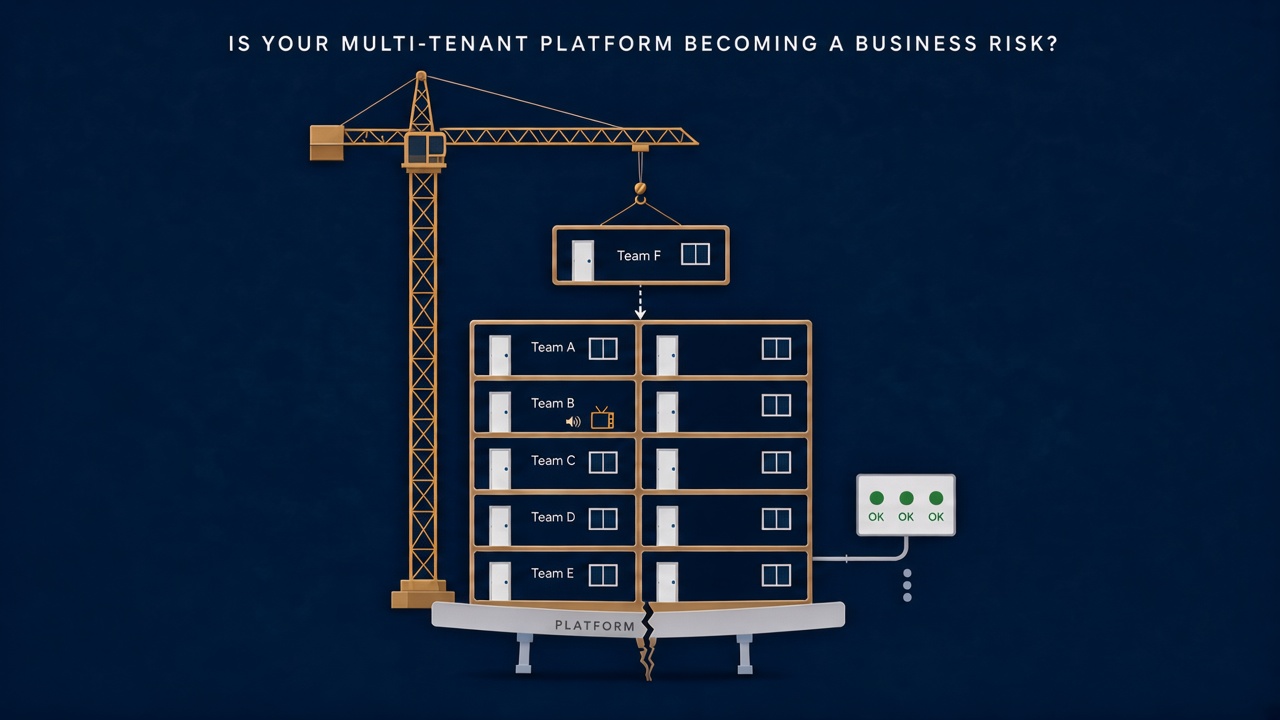 IS YOUR MULTI-TENANT PLATFORM BECOMING A BUSINESS RISK?
Team F
Team A
Team B
Team C
Team D
Team E
OK OK OK
PLATFORM